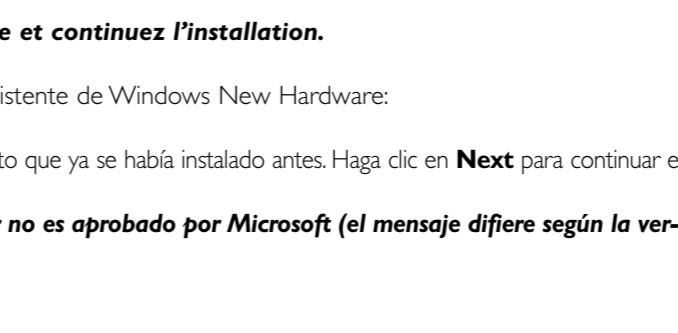 e et continuez l’installation.
istente de Windows New Hardware:
to que ya se había instalado antes. Haga clic en Next para continuar e
no es aprobado por Microsoft (el mensaje difiere según la ver-